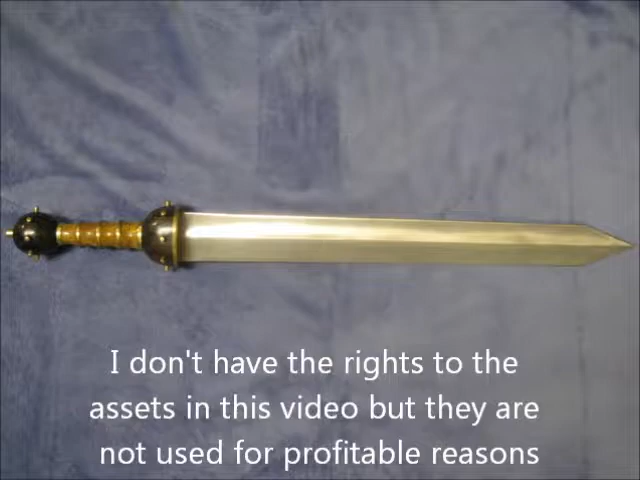 I don't have the rights to the
assets in this video but they are
not used for profitable reasons